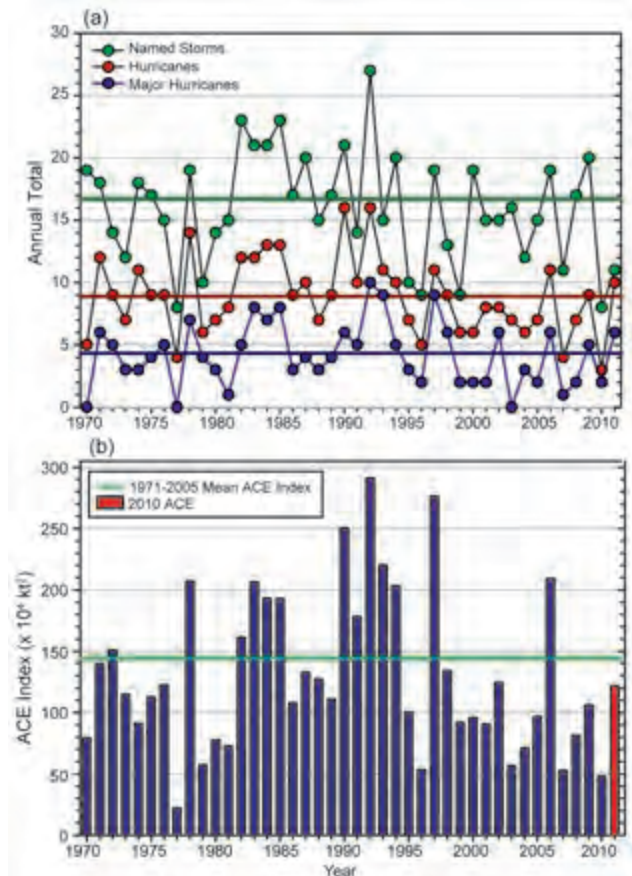 (a)
30
25
20
15
10
5
0
Annual Total
Named Storms
Hurricanes
Major Hurricanes
1970 1975 1980 1985 1990 1995 2000 2005 2010
(b)
300
250
200
150
100
50
0
ACE Index (x 10⁴ kt²)
1971-2005 Mean ACE Index
2010 ACE
1970 1975 1980 1985 1990 1995 2000 2005 2010
Year